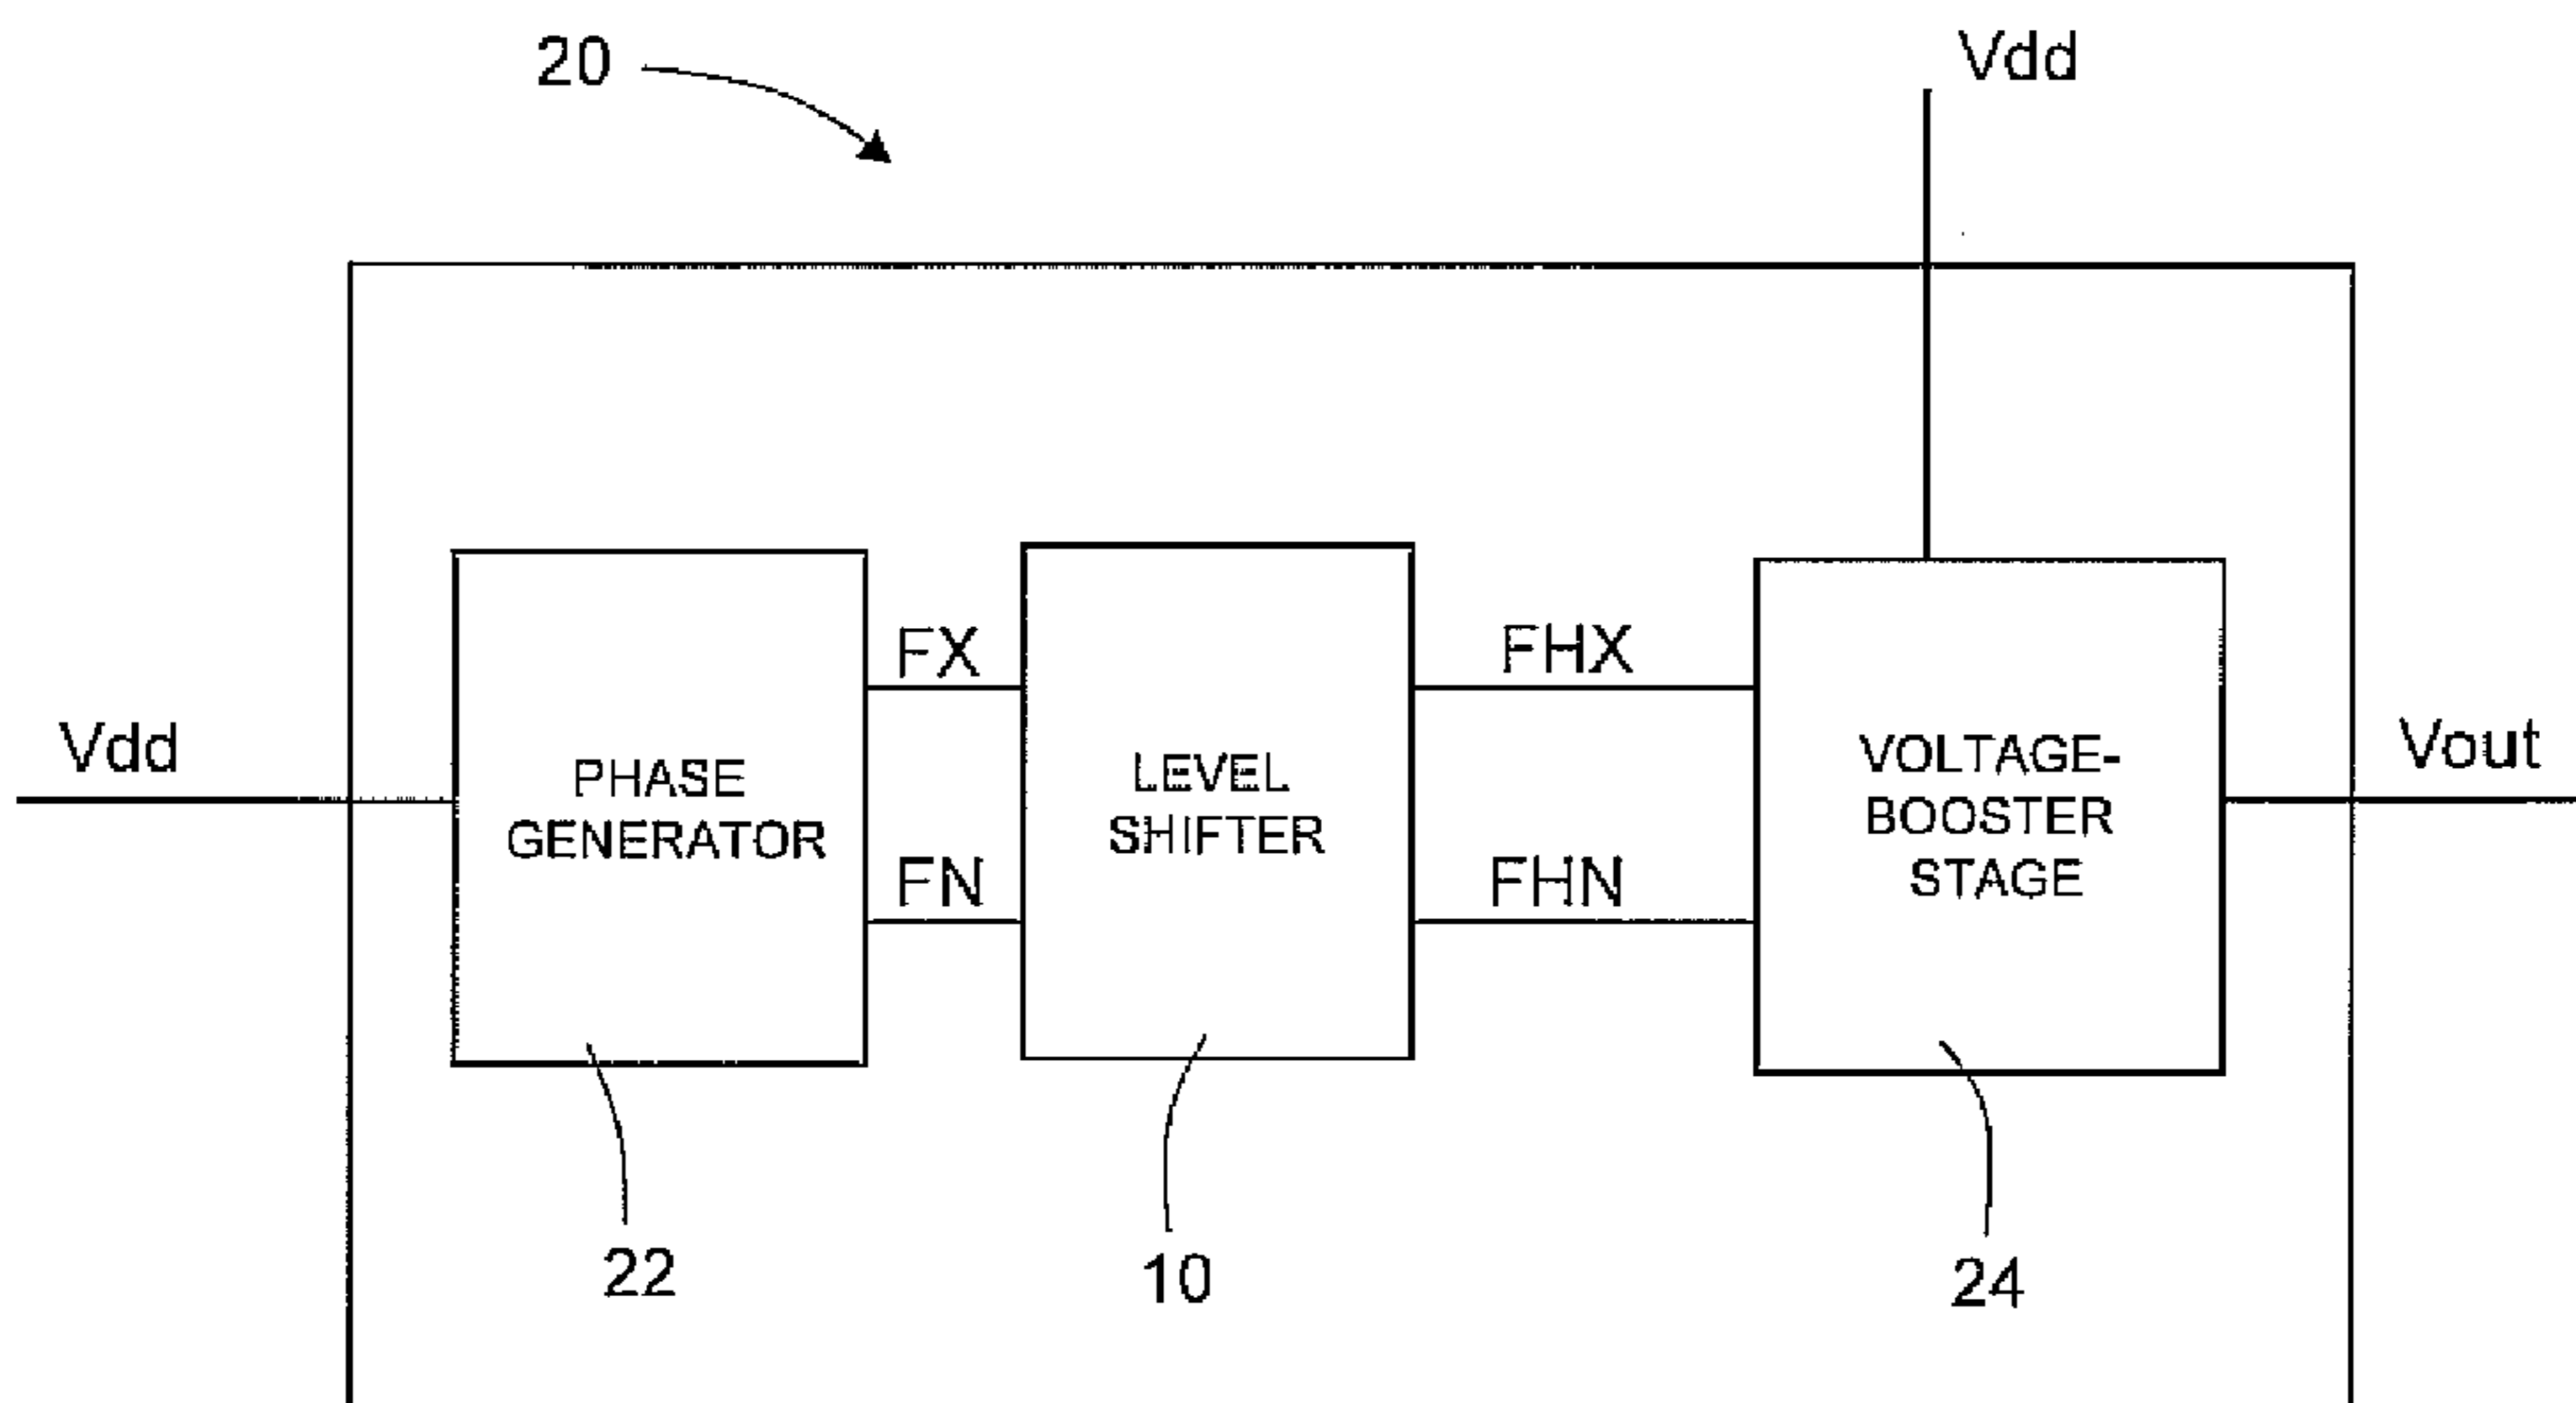 20
Vdd
Vdd
PHASE
GENERATOR
FX
FN
LEVEL
SHIFTER
FHX
FHN
VOLTAGE-
BOOSTER
STAGE
Vout
22
10
24